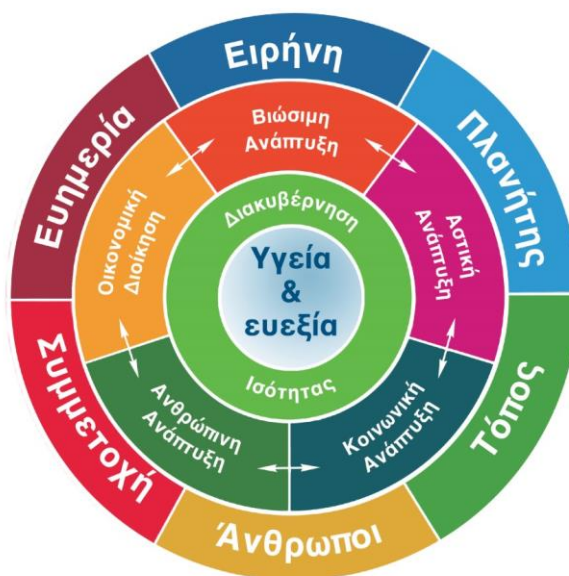 Ειρήνη
Πλανήτης
Τόπος
Άνθρωποι
Συμμετοχή
Ευημερία
Βιώσιμη
Ανάπτυξη
Αστική
Ανάπτυξη
Κοινωνική
Ανάπτυξη
Ανθρώπινη
Ανάπτυξη
Οικονομική
Διοίκηση
Διακυβέρνηση
Ισότητας
Υγεία
&
ευεξία